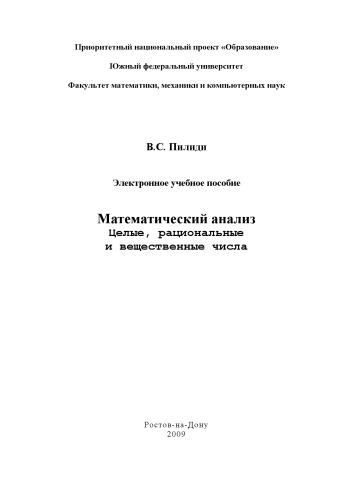 Приоритетный национальный проект «Образование»
Южный федеральный университет
Факультет математики, механики и компьютерных наук
В.С. Пилиди
Электронное учебное пособие
Математический анализ
Целые, рациональные
и вещественные числа
Ростов-на-Дону
2009